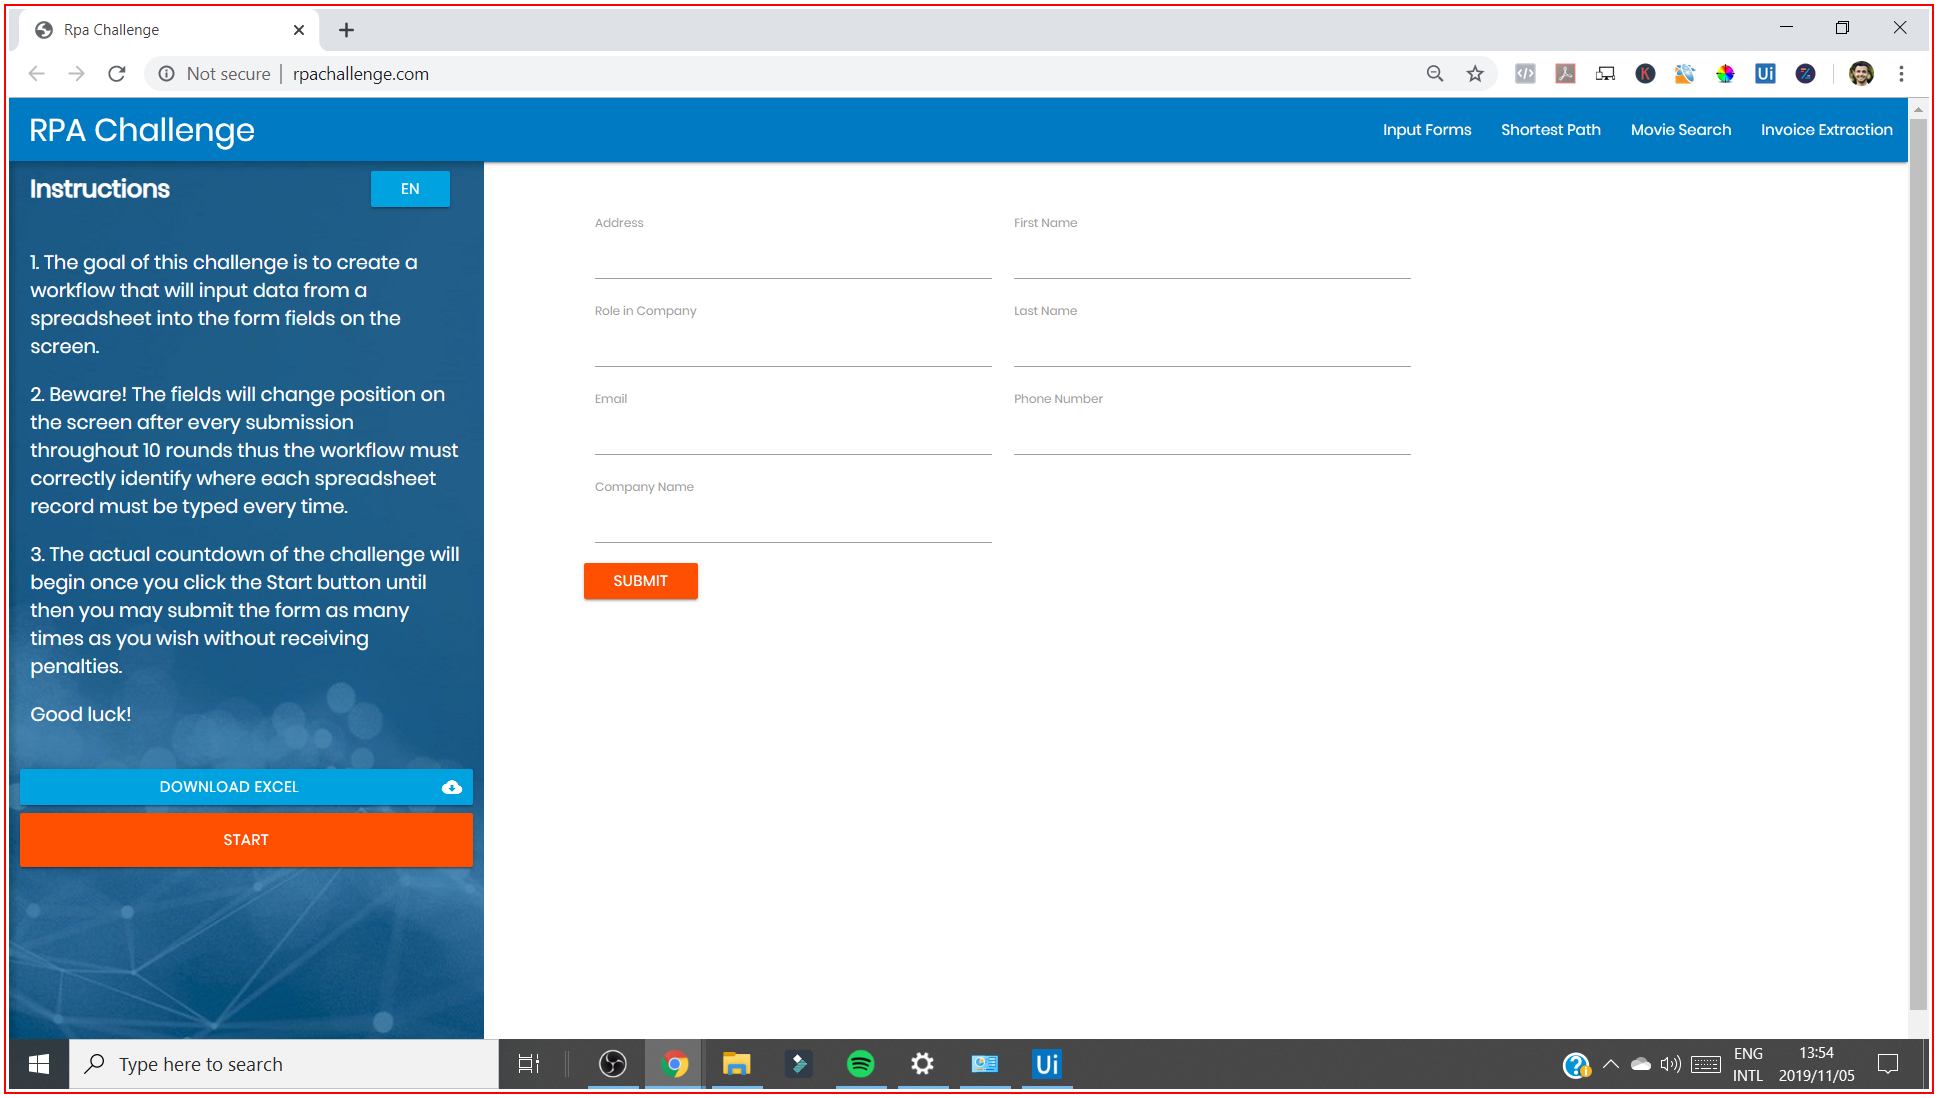 Rpa Challenge
Not secure | rpachallenge.com
Ui
RPA Challenge
Input Forms
Shortest Path
Movie Search
Invoice Extraction
Instructions
EN
1. The goal of this challenge is to create a
workflow that will input data from a
spreadsheet into the form fields on the
screen.
2. Beware! The fields will change position on
the screen after every submission
throughout 10 rounds thus the workflow must
correctly identify where each spreadsheet
record must be typed every time.
3. The actual countdown of the challenge will
begin once you click the Start button until
then you may submit the form as many
times as you wish without receiving
penalties.
Good luck!
DOWNLOAD EXCEL
START
Address
First Name
Role in Company
Last Name
Email
Phone Number
Company Name
SUBMIT
Type here to search
Ui
ENG
INTL
13:54
2019/11/05